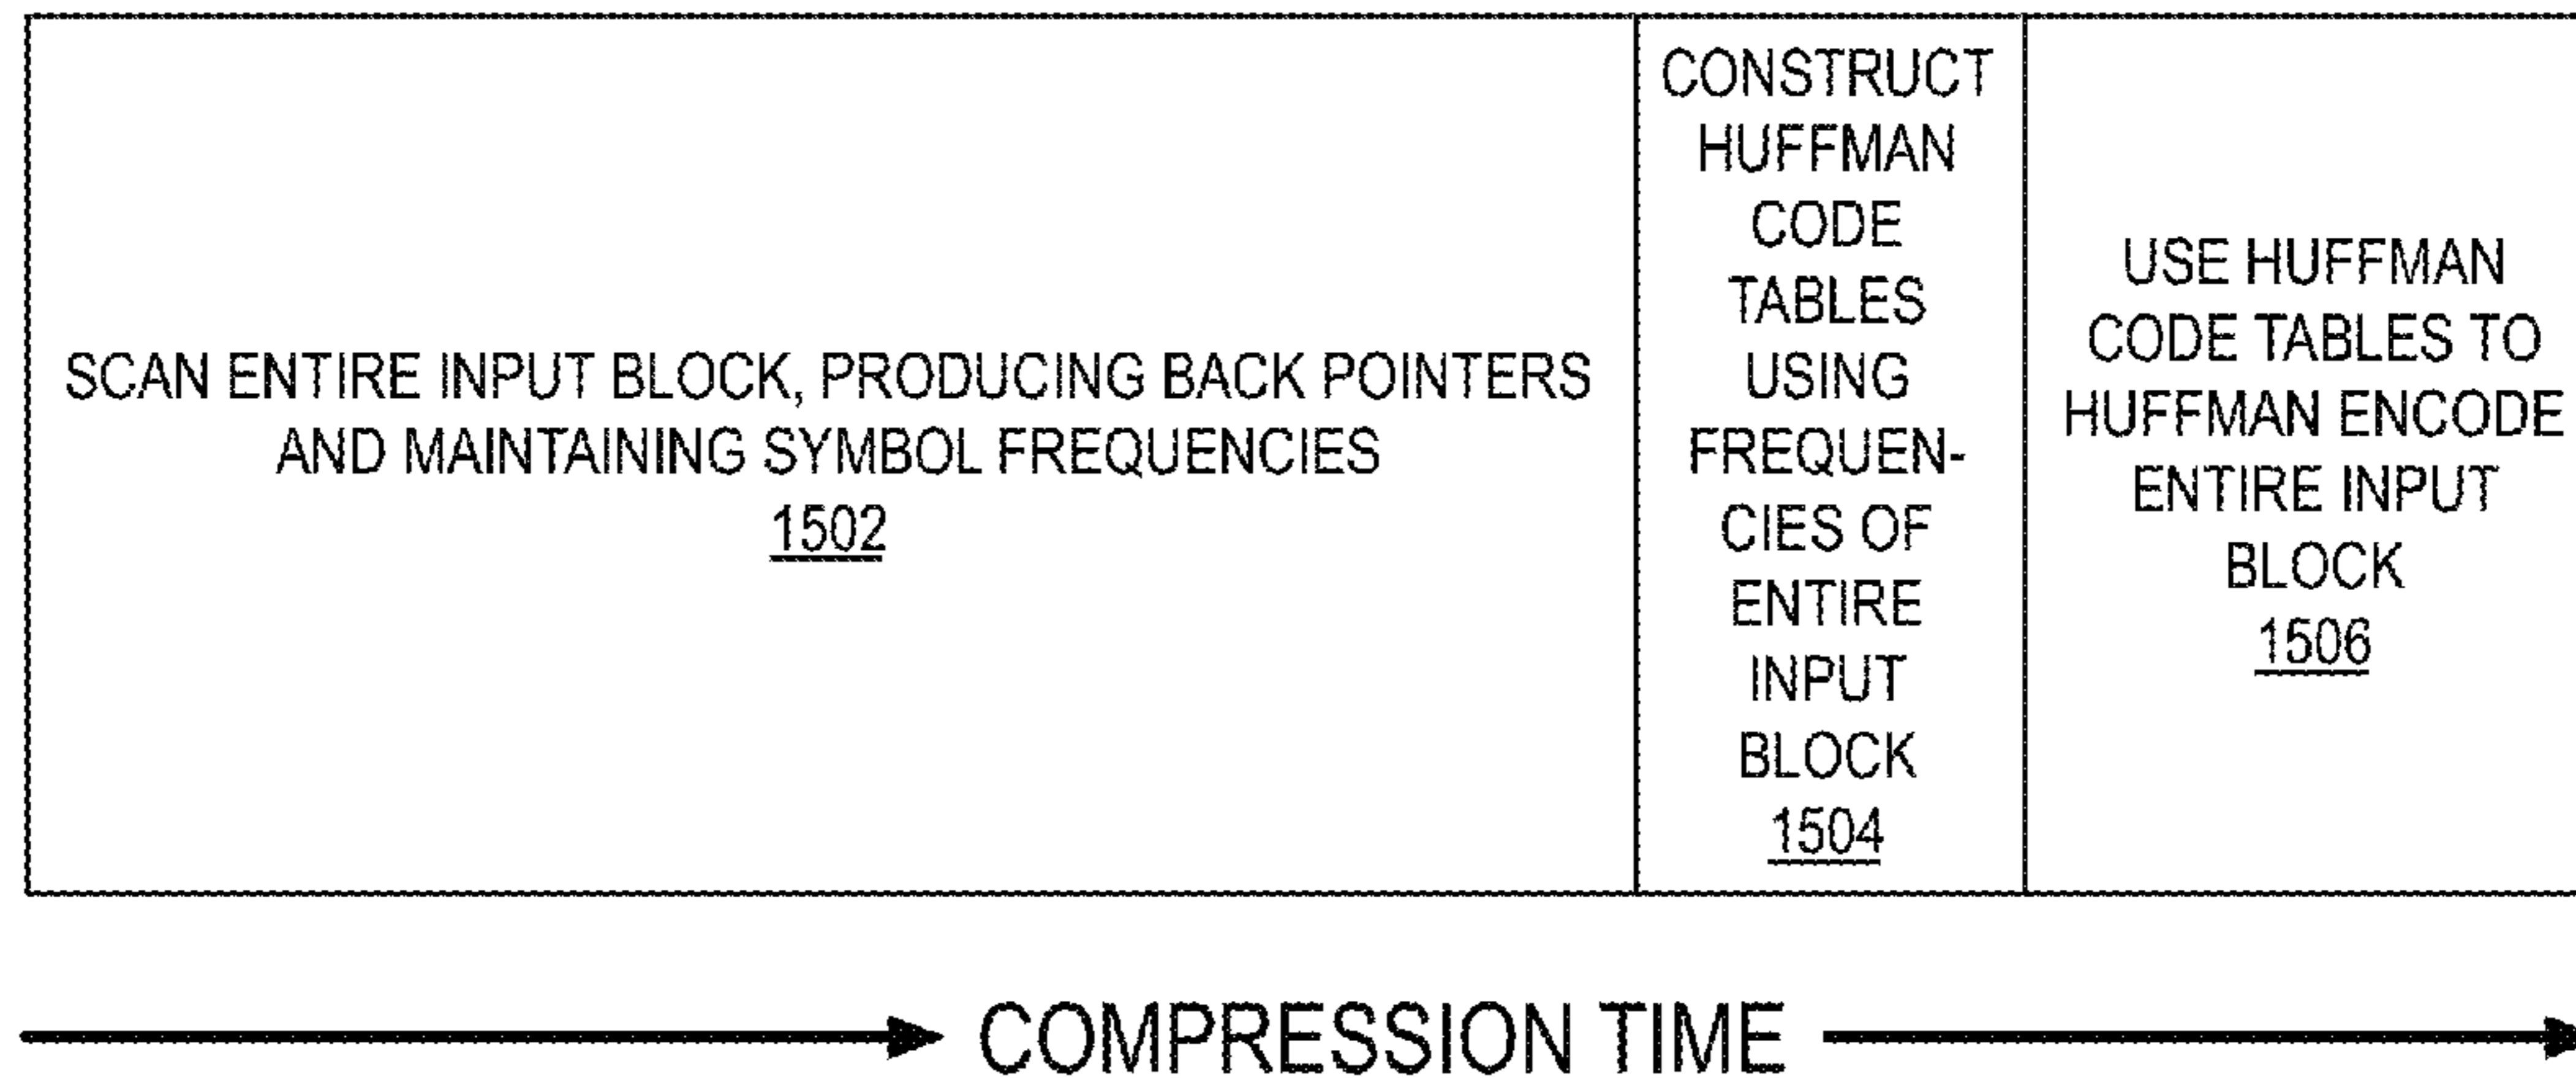 SCAN ENTIRE INPUT BLOCK, PRODUCING BACK POINTERS
AND MAINTAINING SYMBOL FREQUENCIES
1502
CONSTRUCT
HUFFMAN
CODE
TABLES
USING
FREQUEN-
CIES OF
ENTIRE
INPUT
BLOCK
1504
USE HUFFMAN
CODE TABLES TO
HUFFMAN ENCODE
ENTIRE INPUT
BLOCK
1506
COMPRESSION TIME